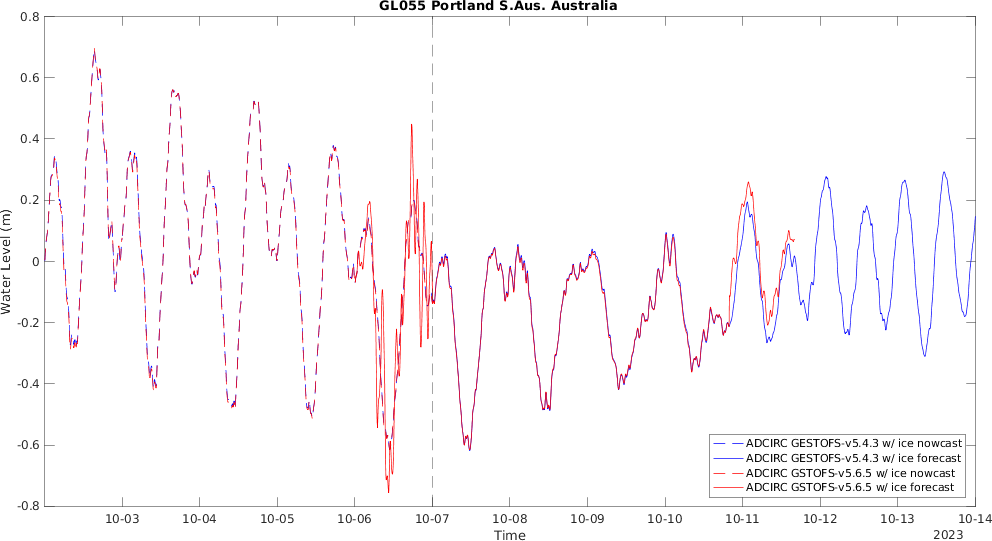 GL055 Portland S.Aus. Australia
Water Level (m)
0.8
0.6
0.4
0.2
0
-0.2
-0.4
-0.6
-0.8
ADCIRC GESTOFS-v5.4.3 w/ ice nowcast
ADCIRC GESTOFS-v5.4.3 w/ ice forecast
ADCIRC GSTOFS-v5.6.5 w/ ice nowcast
ADCIRC GSTOFS-v5.6.5 w/ ice forecast
10-03 10-04 10-05 10-06 10-07 10-08 10-09 10-10 10-11 10-12 10-13 10-14
Time
2023